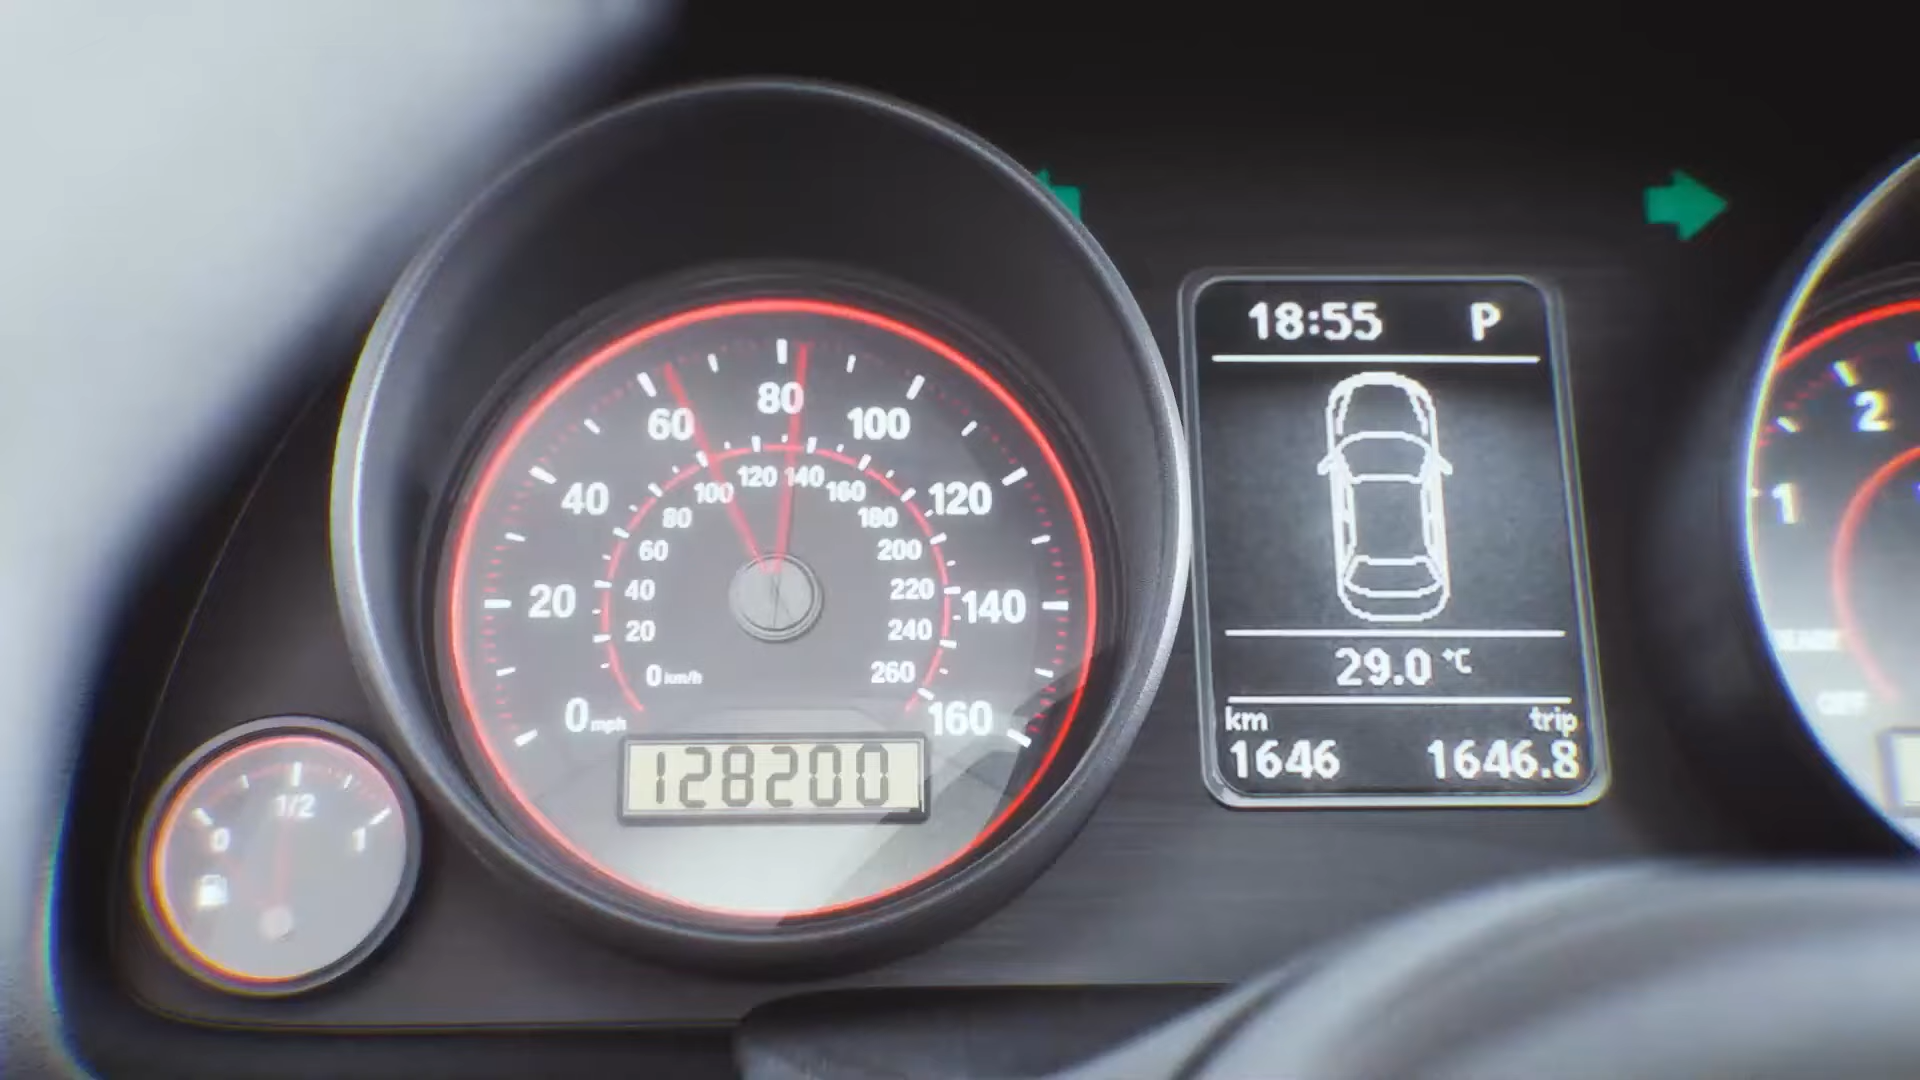 18:55 P
80
60 100
120 140
100 160
40 120
80 180
60 200
20 40 220 140
20 240
0 km/h 260
0 mph 160
128200
29.0 °C
km trip
1646 1646.8
0 1/2 1
2
1